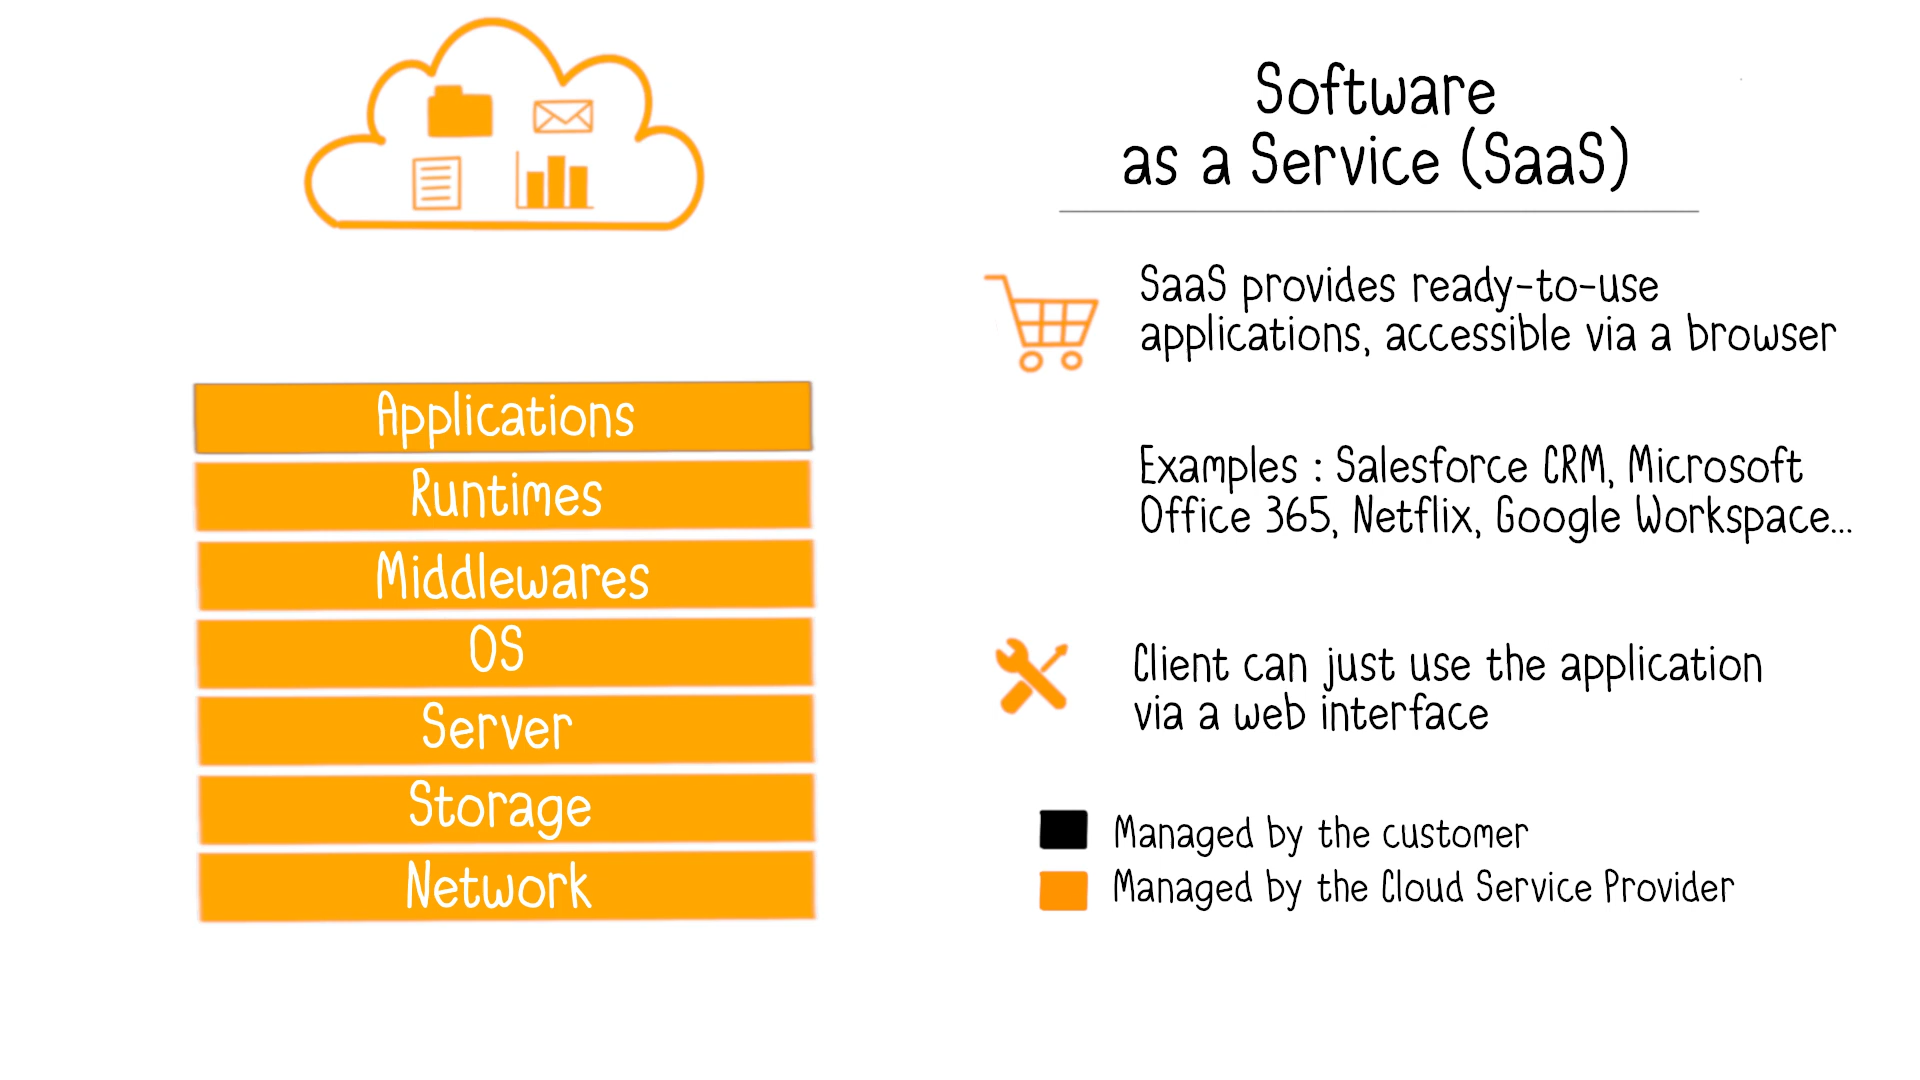 Software
as a Service (SaaS)
SaaS provides ready-to-use
applications, accessible via a browser
Examples : Salesforce CRM, Microsoft
Office 365, Netflix, Google Workspace...
Client can just use the application
via a web interface
Managed by the customer
Managed by the Cloud Service Provider
Applications
Runtimes
Middlewares
OS
Server
Storage
Network